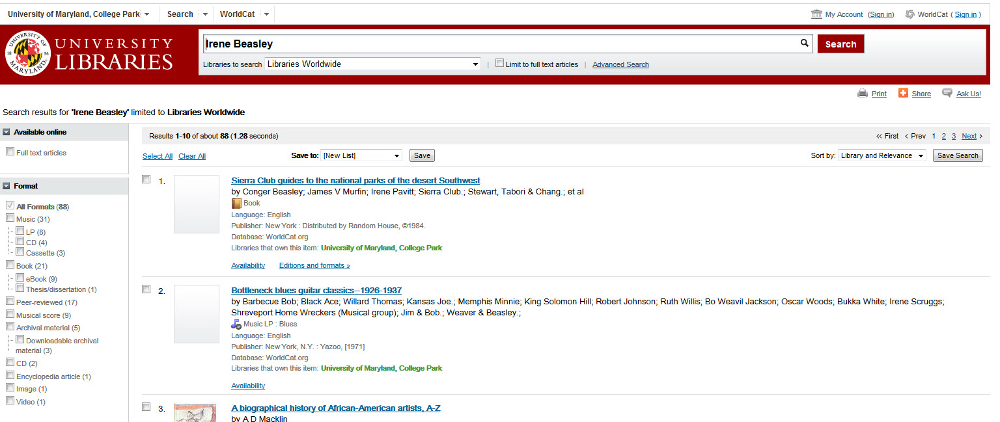 University of Maryland, College Park Search WorldCat My Account (Sign in) WorldCat ( Sign in )
UNIVERSITY OF MARYLAND 18 56
UNIVERSITY LIBRARIES
Irene Beasley Search
Libraries to search Libraries Worldwide | Limit to full text articles | Advanced Search
Print Share Ask Us!
Search results for 'Irene Beasley' limited to Libraries Worldwide
Available online
Full text articles
Format
All Formats (88)
Music (31)
LP (8)
CD (4)
Cassette (3)
Book (21)
eBook (9)
Thesis/dissertation (1)
Peer-reviewed (17)
Musical score (9)
Archival material (5)
Downloadable archival
material (3)
CD (2)
Encyclopedia article (1)
Image (1)
Video (1)
Results 1-10 of about 88 (1.28 seconds) « First ‹ Prev 1 2 3 Next ›
Select All Clear All Save to: [New List] Save Sort by: Library and Relevance Save Search
1. Sierra Club guides to the national parks of the desert Southwest
by Conger Beasley; James V Murfin; Irene Pavitt; Sierra Club.; Stewart, Tabori & Chang.; et al
Book
Language: English
Publisher: New York : Distributed by Random House, ©1984.
Database: WorldCat.org
Libraries that own this item: University of Maryland, College Park
Availability Editions and formats »
2. Bottleneck blues guitar classics—1926-1937
by Barbecue Bob; Black Ace; Willard Thomas; Kansas Joe.; Memphis Minnie; King Solomon Hill; Robert Johnson; Ruth Willis; Bo Weavil Jackson; Oscar Woods; Bukka White; Irene Scruggs;
Shreveport Home Wreckers (Musical group); Jim & Bob.; Weaver & Beasley.;
Music LP : Blues
Language: English
Publisher: New York, N.Y. : Yazoo, [1971]
Database: WorldCat.org
Libraries that own this item: University of Maryland, College Park
Availability
3. A biographical history of African-American artists, A-Z
by A D Macklin